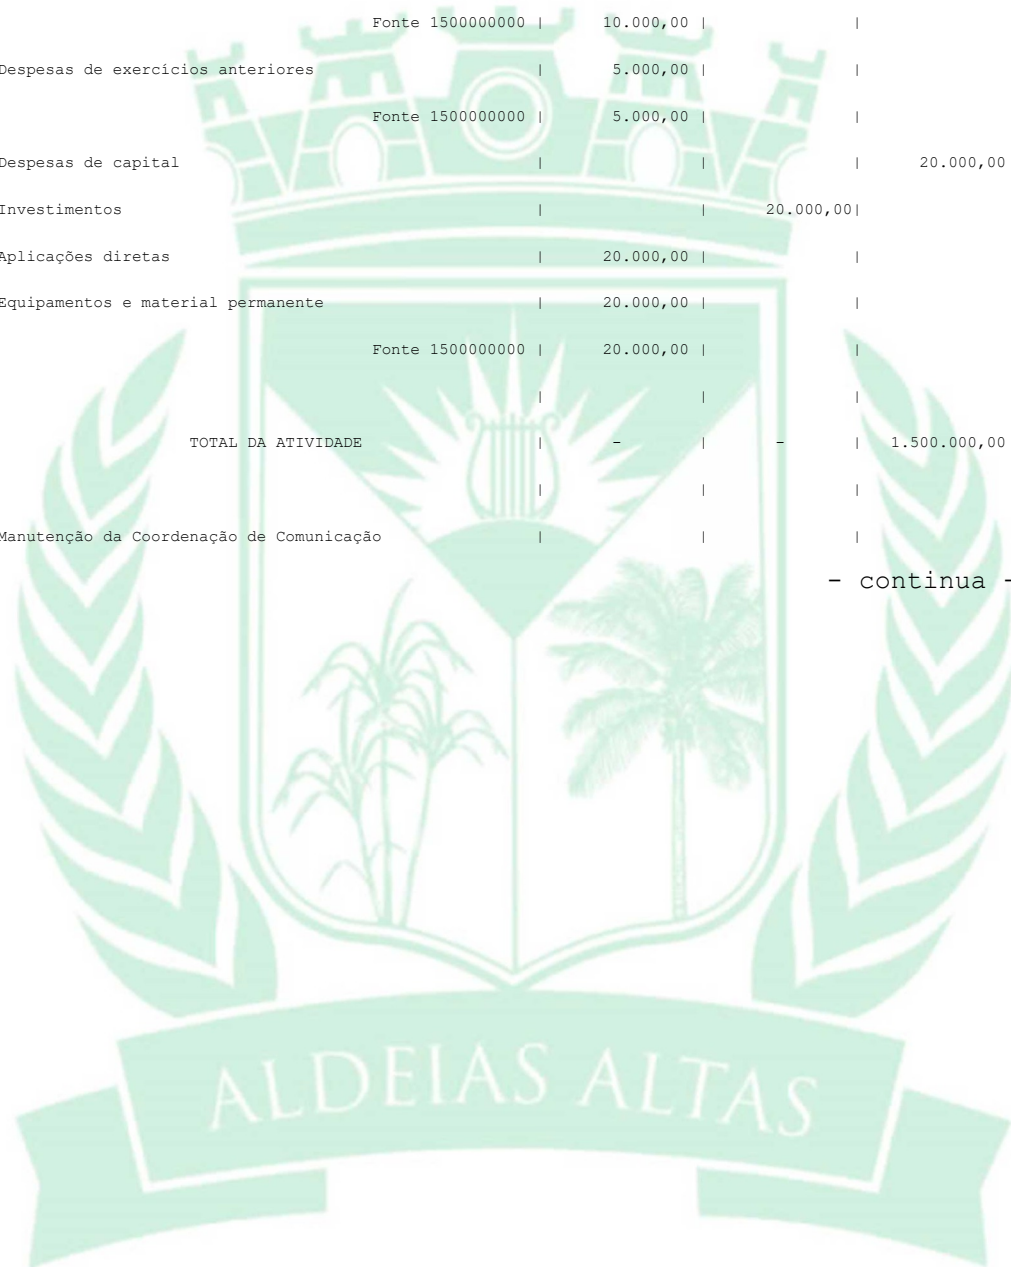 Fonte 1500000000 | 10.000,00 | |
Despesas de exercícios anteriores | 5.000,00 | |
Fonte 1500000000 | 5.000,00 | |
Despesas de capital | | | 20.000,00
Investimentos | | 20.000,00|
Aplicações diretas | 20.000,00 | |
Equipamentos e material permanente | 20.000,00 | |
Fonte 1500000000 | 20.000,00 | |
| | |
TOTAL DA ATIVIDADE | - | - | 1.500.000,00
| | |
Manutenção da Coordenação de Comunicação | | |
- continua -
ALDEIAS ALTAS